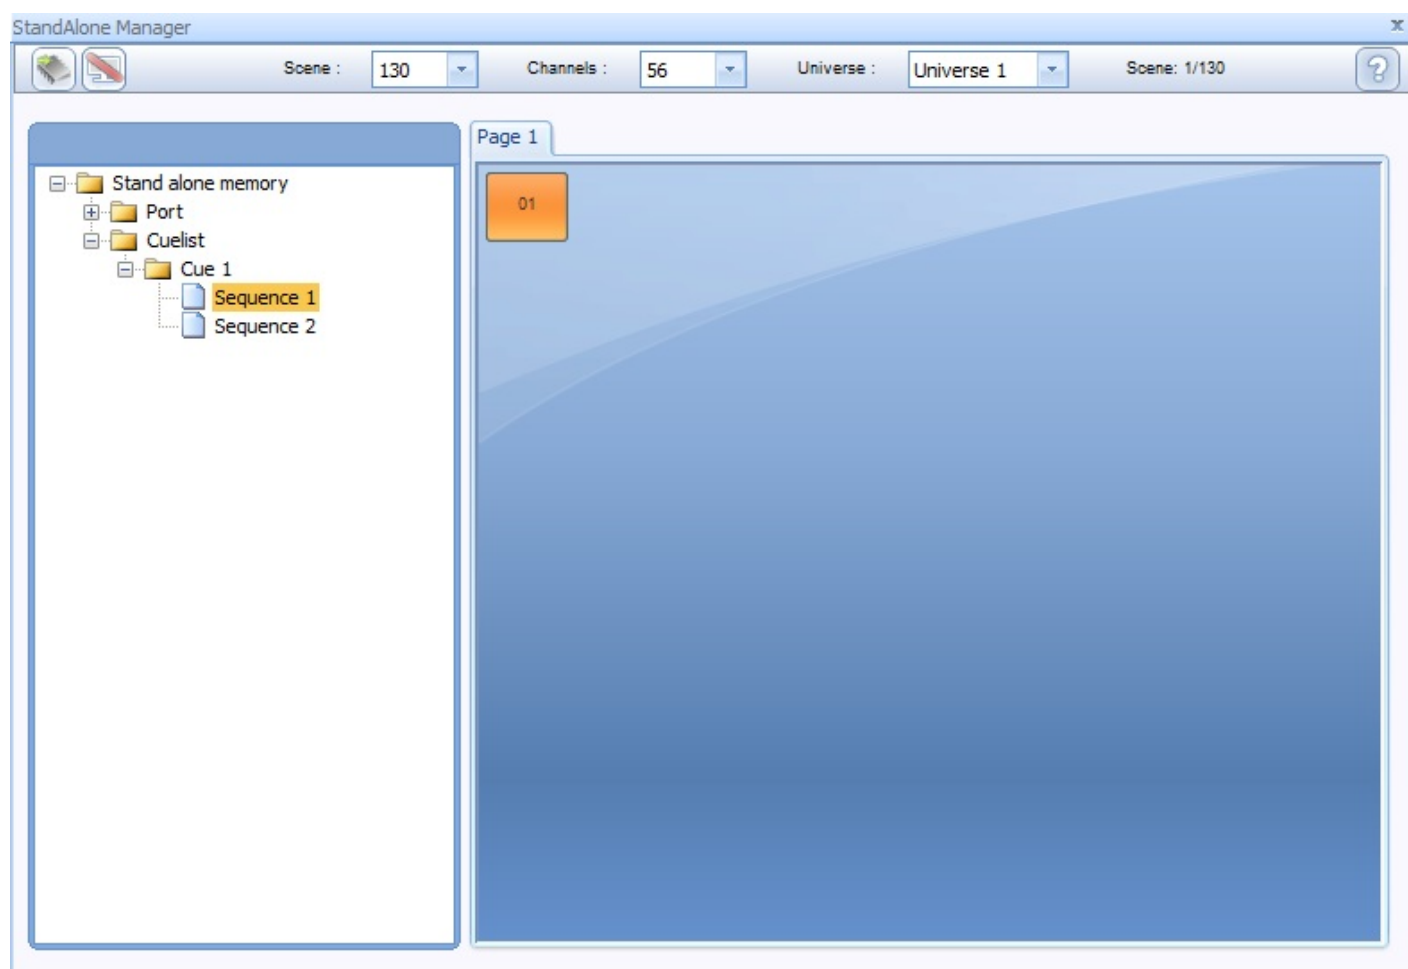 StandAlone Manager
Scene : 130 Channels : 56 Universe : Universe 1 Scene: 1/130
Page 1
Stand alone memory
Port
Cuelist
Cue 1
Sequence 1
Sequence 2
01